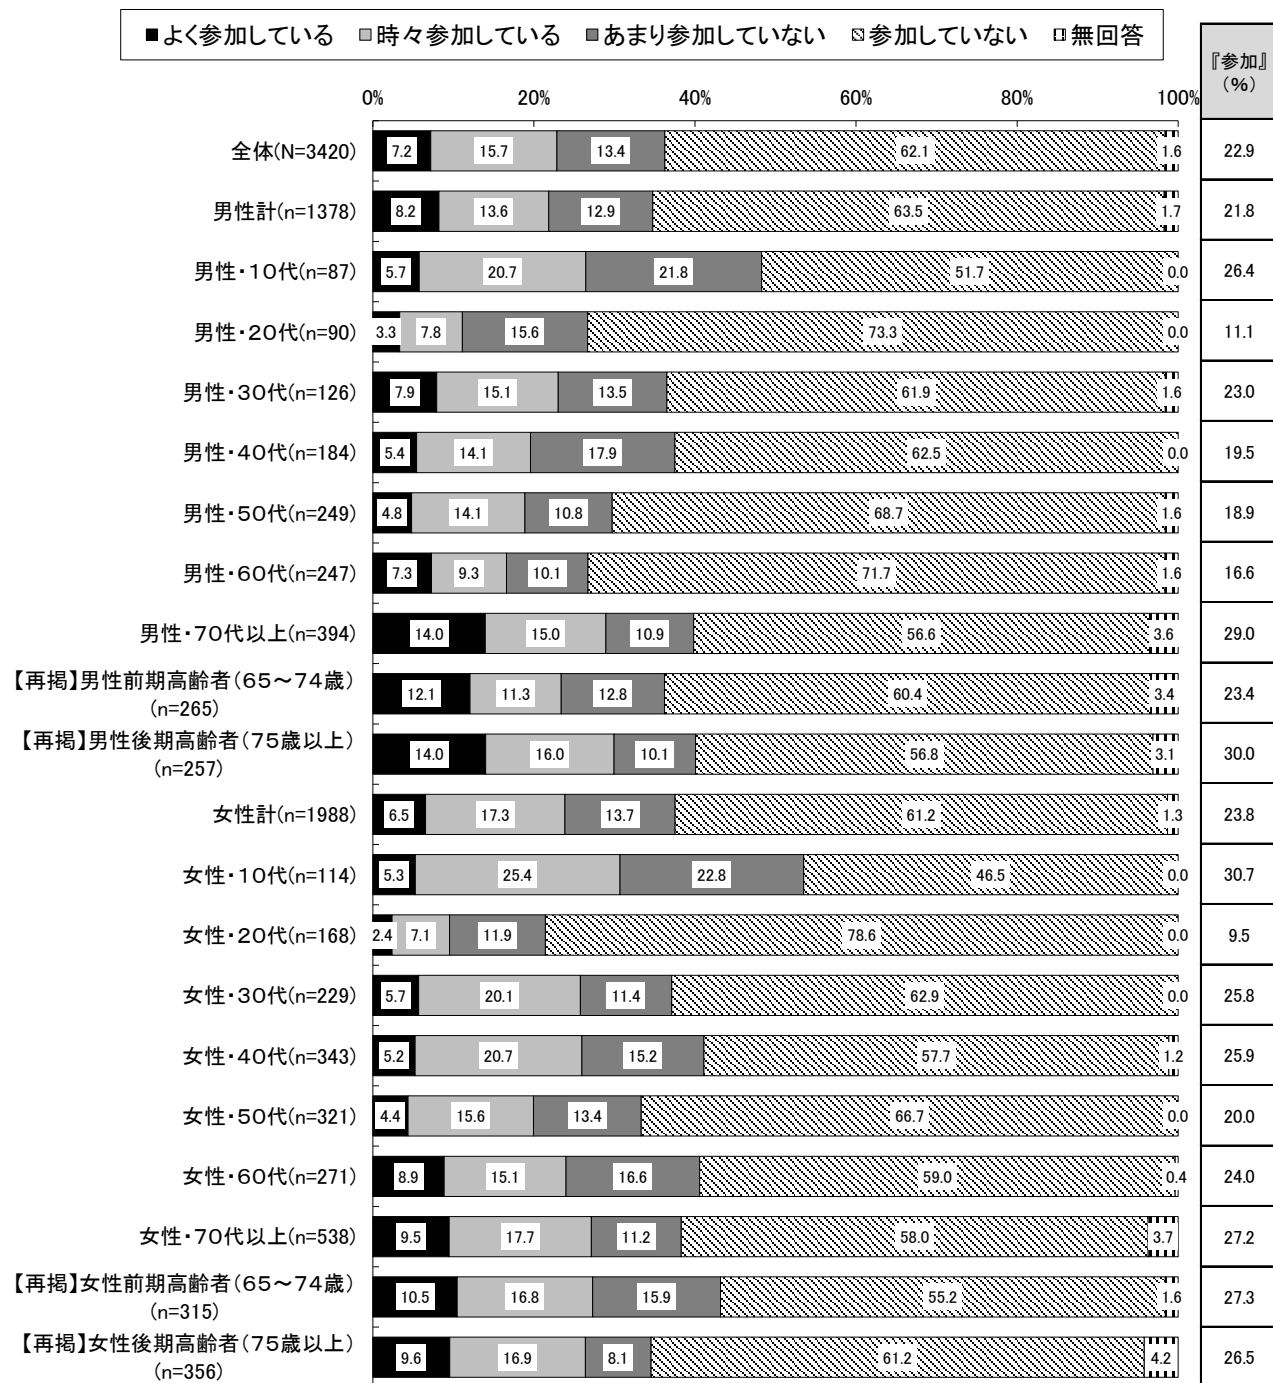 ■よく参加している □時々参加している ■あまり参加していない 参加していない 無回答
『参加』
（%）
0% 20% 40% 60% 80% 100%
全体(N=3420) 7.2 15.7 13.4 62.1 1.6 22.9
男性計(n=1378) 8.2 13.6 12.9 63.5 1.7 21.8
男性・10代(n=87) 5.7 20.7 21.8 51.7 0.0 26.4
男性・20代(n=90) 3.3 7.8 15.6 73.3 0.0 11.1
男性・30代(n=126) 7.9 15.1 13.5 61.9 1.6 23.0
男性・40代(n=184) 5.4 14.1 17.9 62.5 0.0 19.5
男性・50代(n=249) 4.8 14.1 10.8 68.7 1.6 18.9
男性・60代(n=247) 7.3 9.3 10.1 71.7 1.6 16.6
男性・70代以上(n=394) 14.0 15.0 10.9 56.6 3.6 29.0
【再掲】男性前期高齢者（65～74歳）
(n=265) 12.1 11.3 12.8 60.4 3.4 23.4
【再掲】男性後期高齢者（75歳以上）
(n=257) 14.0 16.0 10.1 56.8 3.1 30.0
女性計(n=1988) 6.5 17.3 13.7 61.2 1.3 23.8
女性・10代(n=114) 5.3 25.4 22.8 46.5 0.0 30.7
女性・20代(n=168) 2.4 7.1 11.9 78.6 0.0 9.5
女性・30代(n=229) 5.7 20.1 11.4 62.9 0.0 25.8
女性・40代(n=343) 5.2 20.7 15.2 57.7 1.2 25.9
女性・50代(n=321) 4.4 15.6 13.4 66.7 0.0 20.0
女性・60代(n=271) 8.9 15.1 16.6 59.0 0.4 24.0
女性・70代以上(n=538) 9.5 17.7 11.2 58.0 3.7 27.2
【再掲】女性前期高齢者（65～74歳）
(n=315) 10.5 16.8 15.9 55.2 1.6 27.3
【再掲】女性後期高齢者（75歳以上）
(n=356) 9.6 16.9 8.1 61.2 4.2 26.5